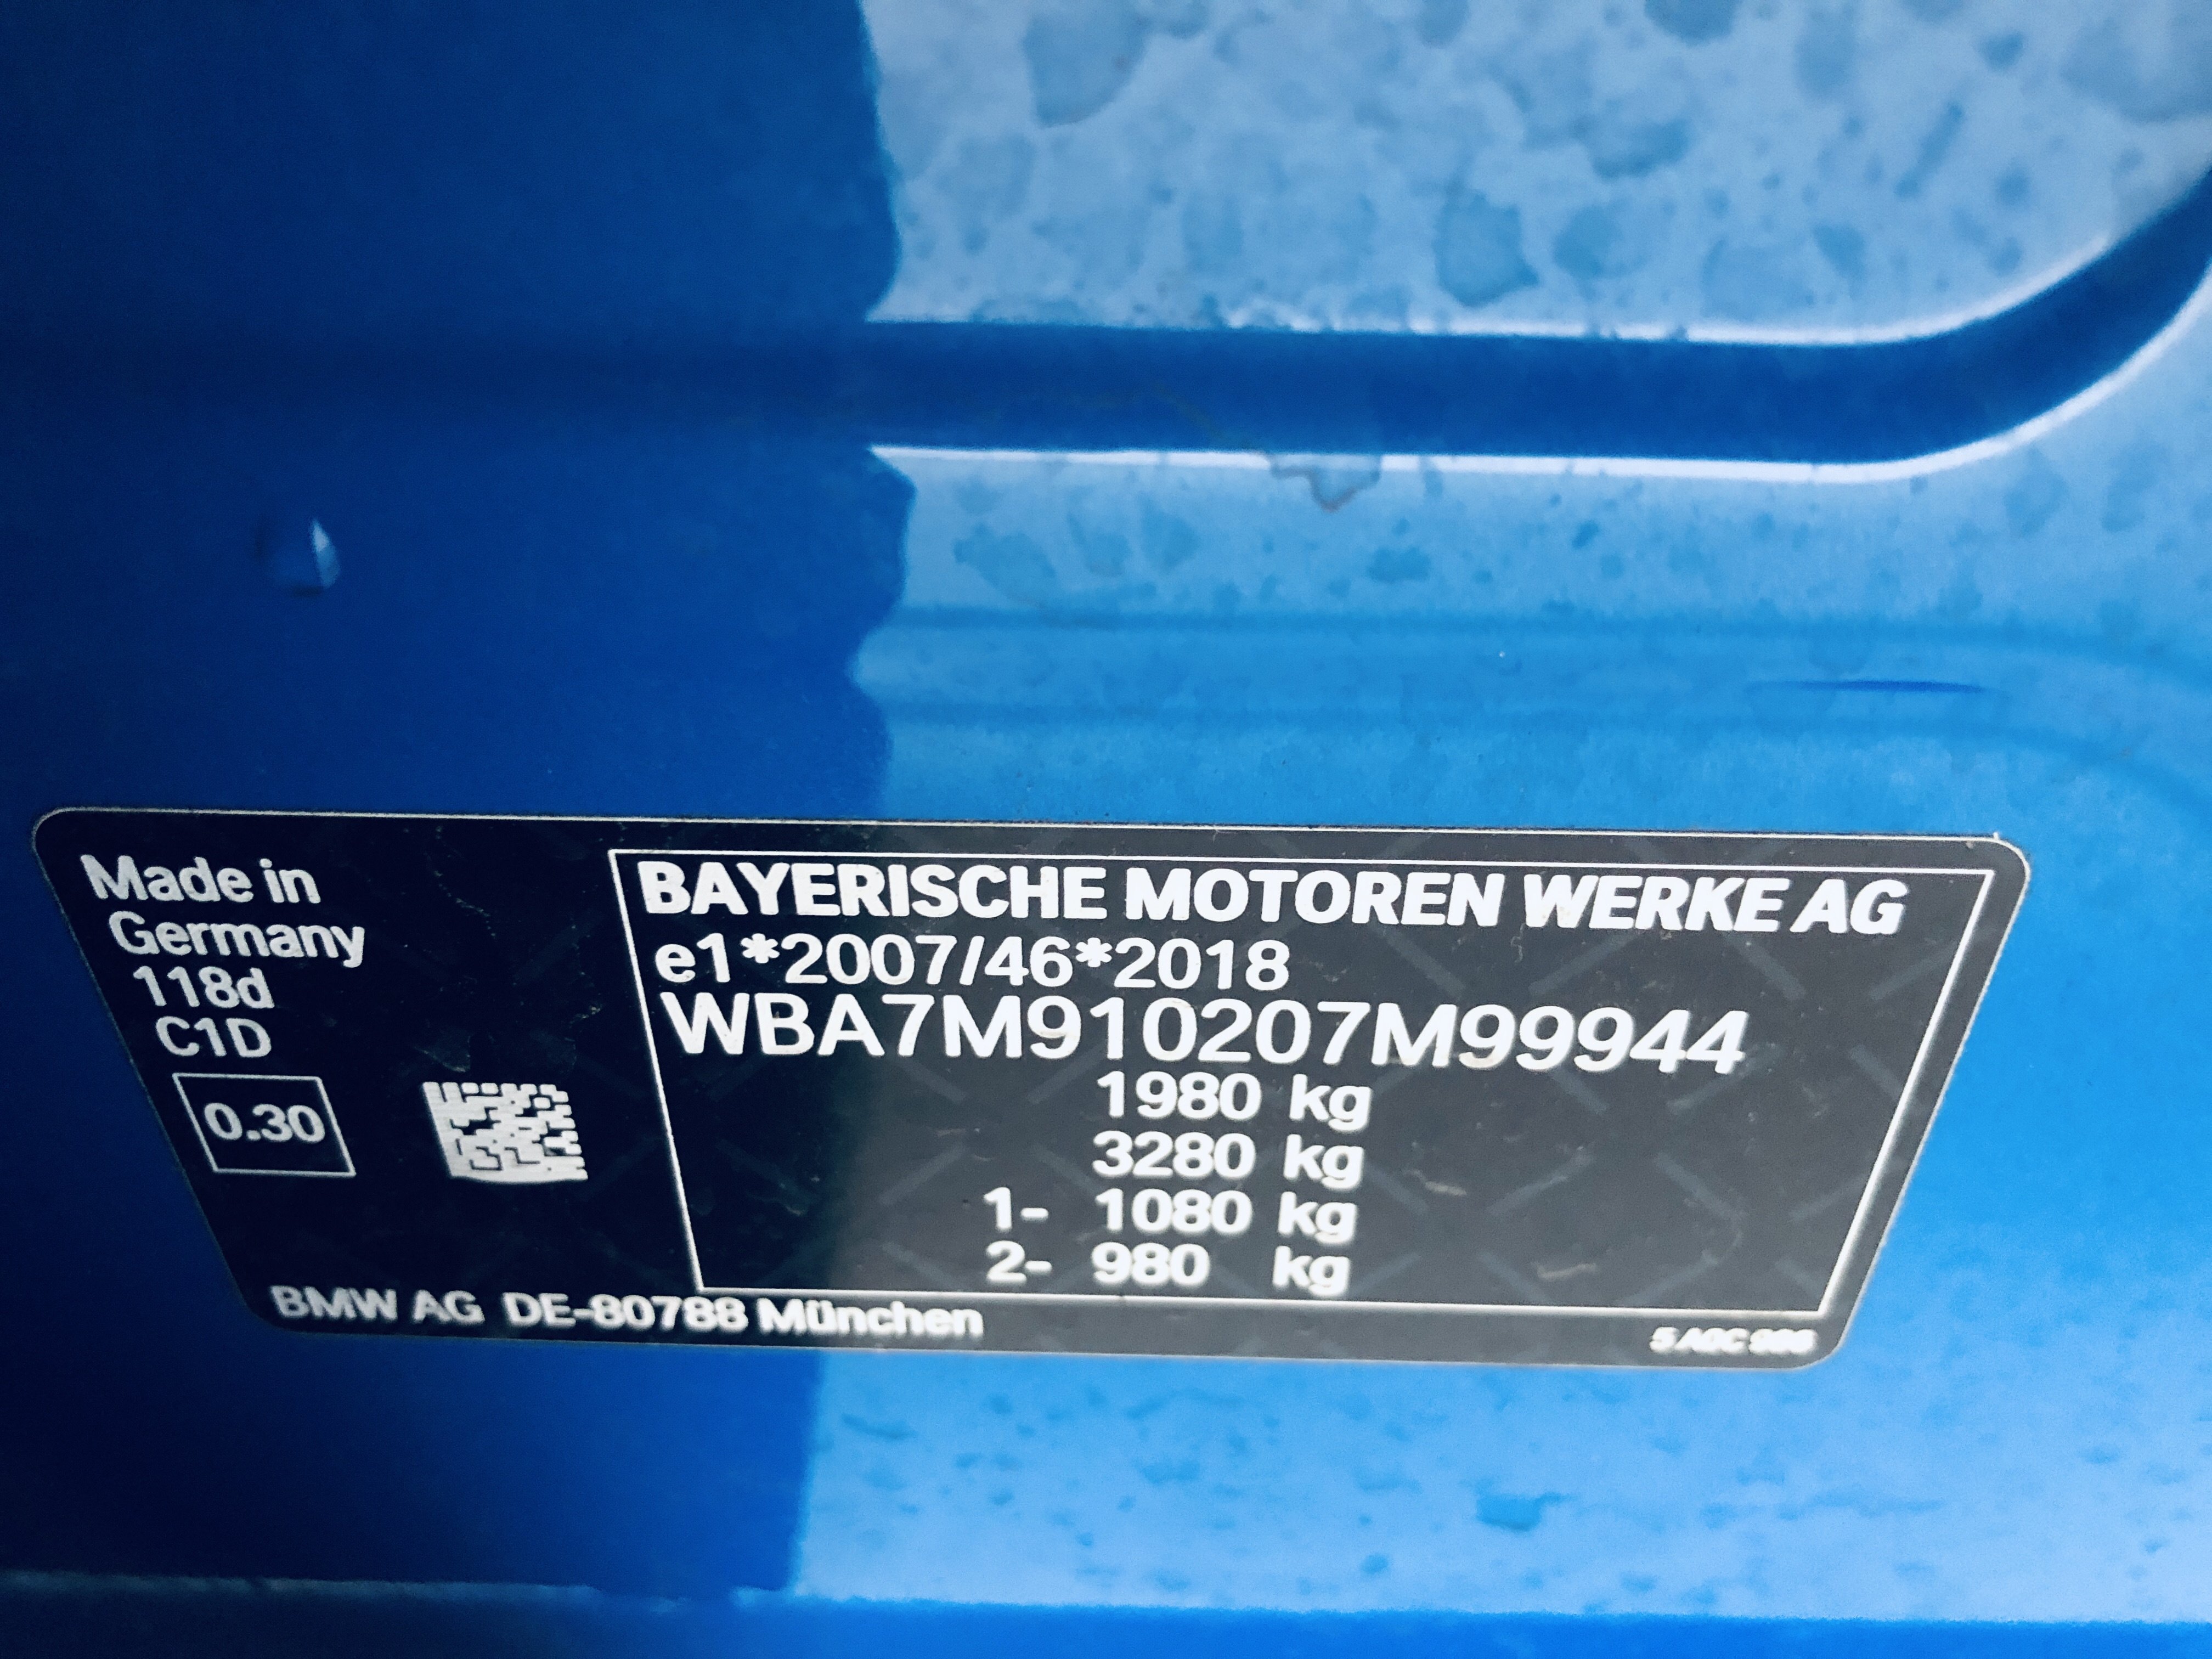 Made in
Germany
118d
C1D
0.30
BAYERISCHE MOTOREN WERKE AG
e1*2007/46*2018
WBA7M910207M99944
1980 kg
3280 kg
1- 1080 kg
2- 980 kg
BMW AG DE-80788 München